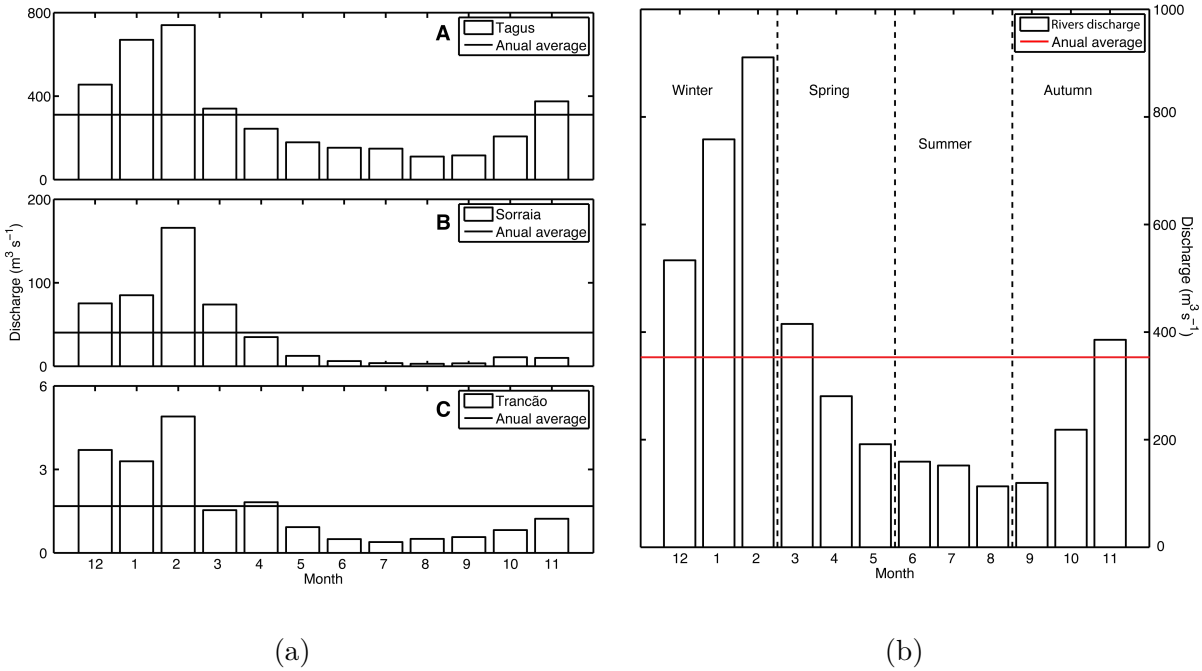 800
400
0
A
Tagus
Anual average
200
100
0
B
Sorraia
Anual average
Discharge (m³ s⁻¹)
6
3
0
C
Trancão
Anual average
12 1 2 3 4 5 6 7 8 9 10 11
Month
(a)
Rivers discharge
Anual average
Winter Spring Summer Autumn
1000
800
600
400
200
0
Discharge (m³ s⁻¹)
12 1 2 3 4 5 6 7 8 9 10 11
Month
(b)